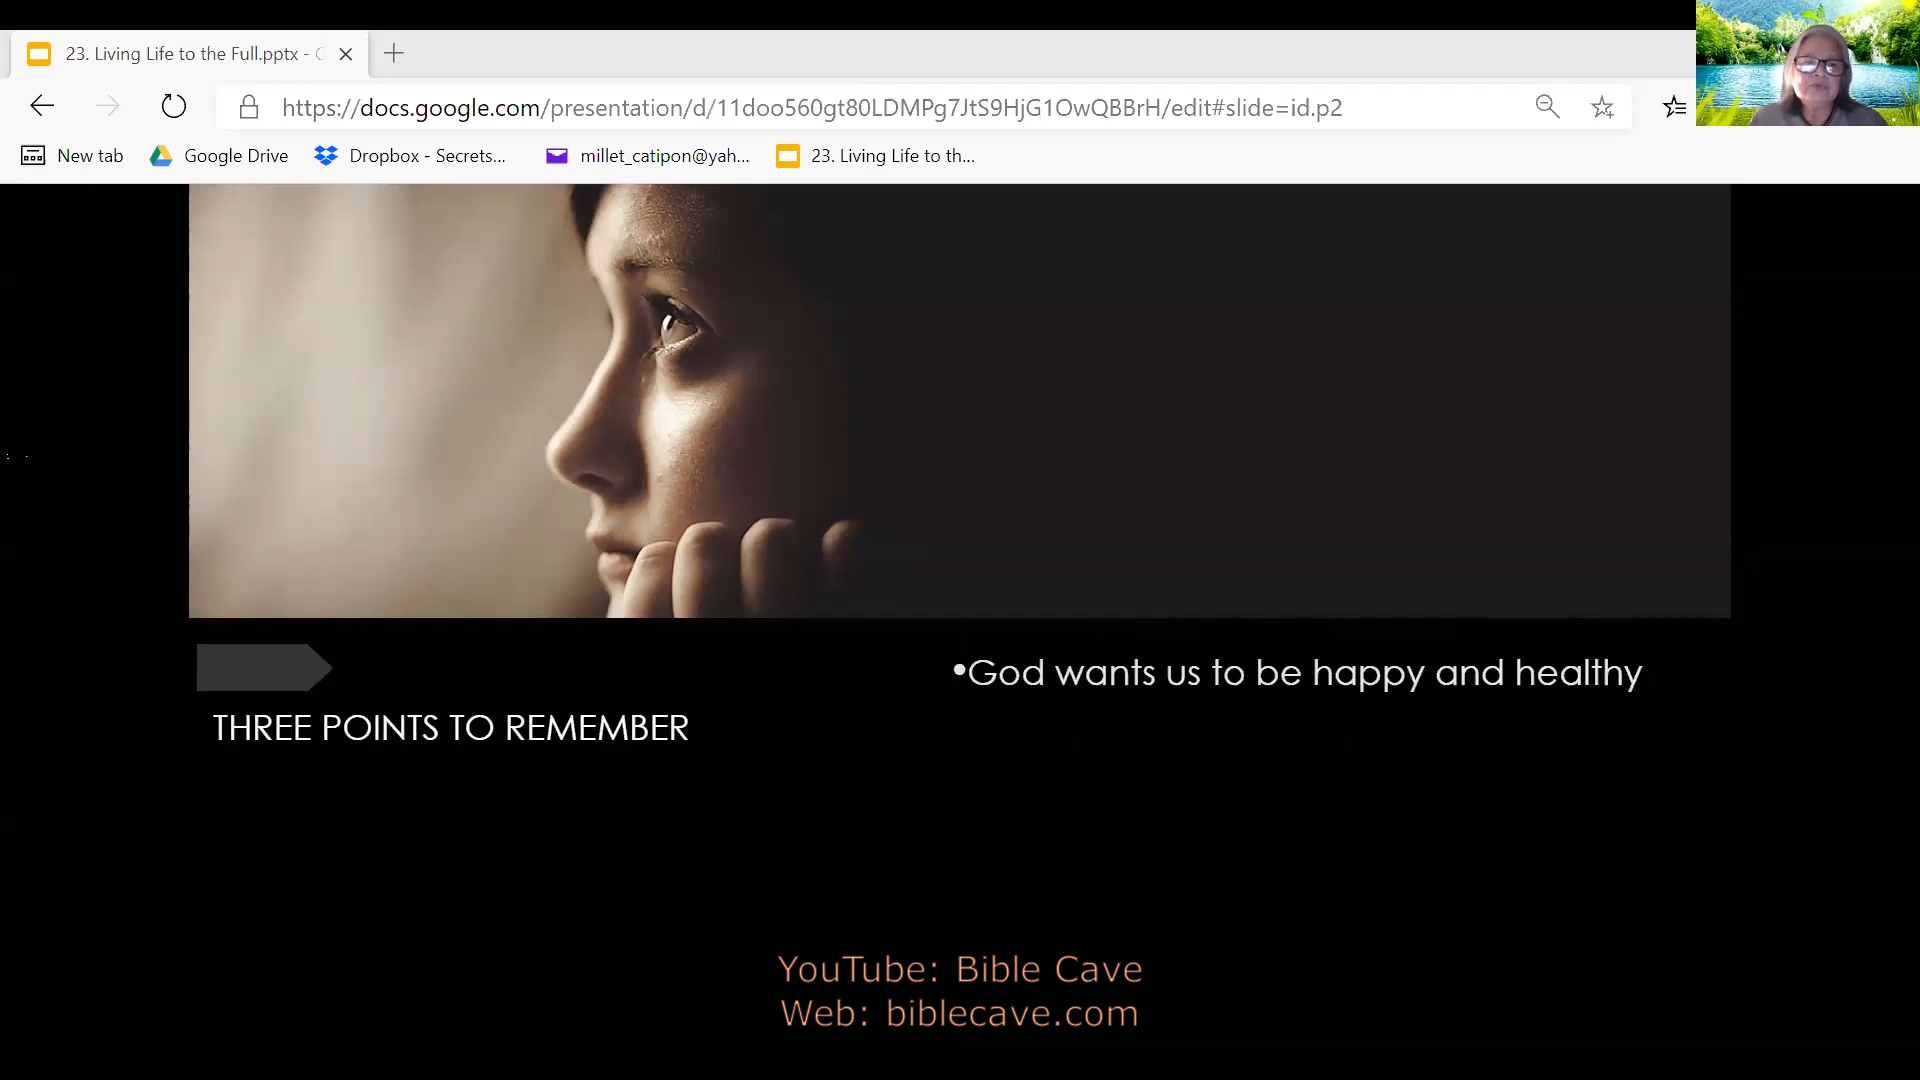 23. Living Life to the Full.pptx - G
https://docs.google.com/presentation/d/11doo560gt80LDMPg7JtS9HjG1OwQBBrH/edit#slide=id.p2
New tab Google Drive Dropbox - Secrets... millet_catipon@yah... 23. Living Life to th...
•God wants us to be happy and healthy
THREE POINTS TO REMEMBER
YouTube: Bible Cave
Web: biblecave.com